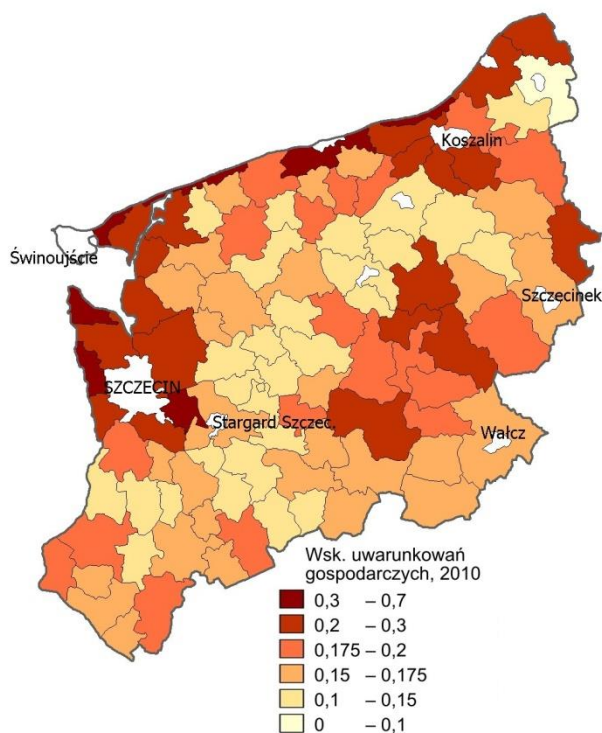 Koszalin
Świnoujście
Szczecinek
SZCZECIN
Stargard Szczec.
Wałcz
Wsk. uwarunkowań
gospodarczych, 2010
0,3 – 0,7
0,2 – 0,3
0,175 – 0,2
0,15 – 0,175
0,1 – 0,15
0 – 0,1